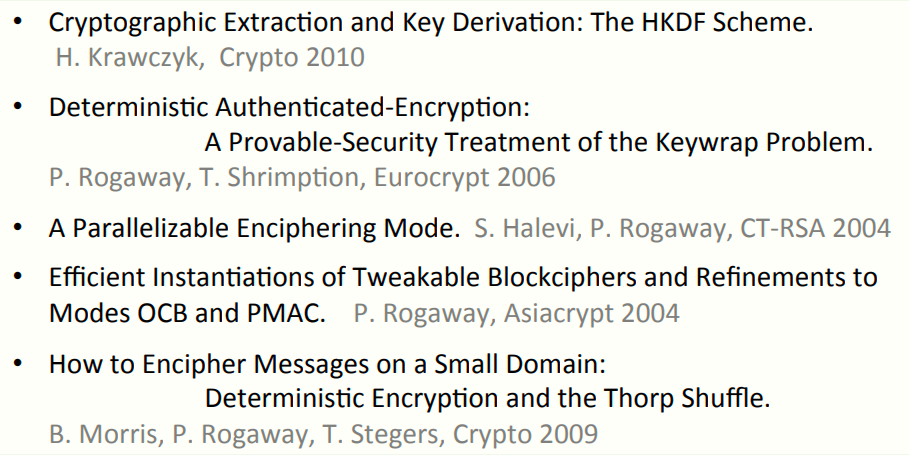 • Cryptographic Extraction and Key Derivation: The HKDF Scheme.
H. Krawczyk, Crypto 2010
• Deterministic Authenticated-Encryption:
A Provable-Security Treatment of the Keywrap Problem.
P. Rogaway, T. Shrimption, Eurocrypt 2006
• A Parallelizable Enciphering Mode. S. Halevi, P. Rogaway, CT-RSA 2004
• Efficient Instantiations of Tweakable Blockciphers and Refinements to
Modes OCB and PMAC. P. Rogaway, Asiacrypt 2004
• How to Encipher Messages on a Small Domain:
Deterministic Encryption and the Thorp Shuffle.
B. Morris, P. Rogaway, T. Stegers, Crypto 2009